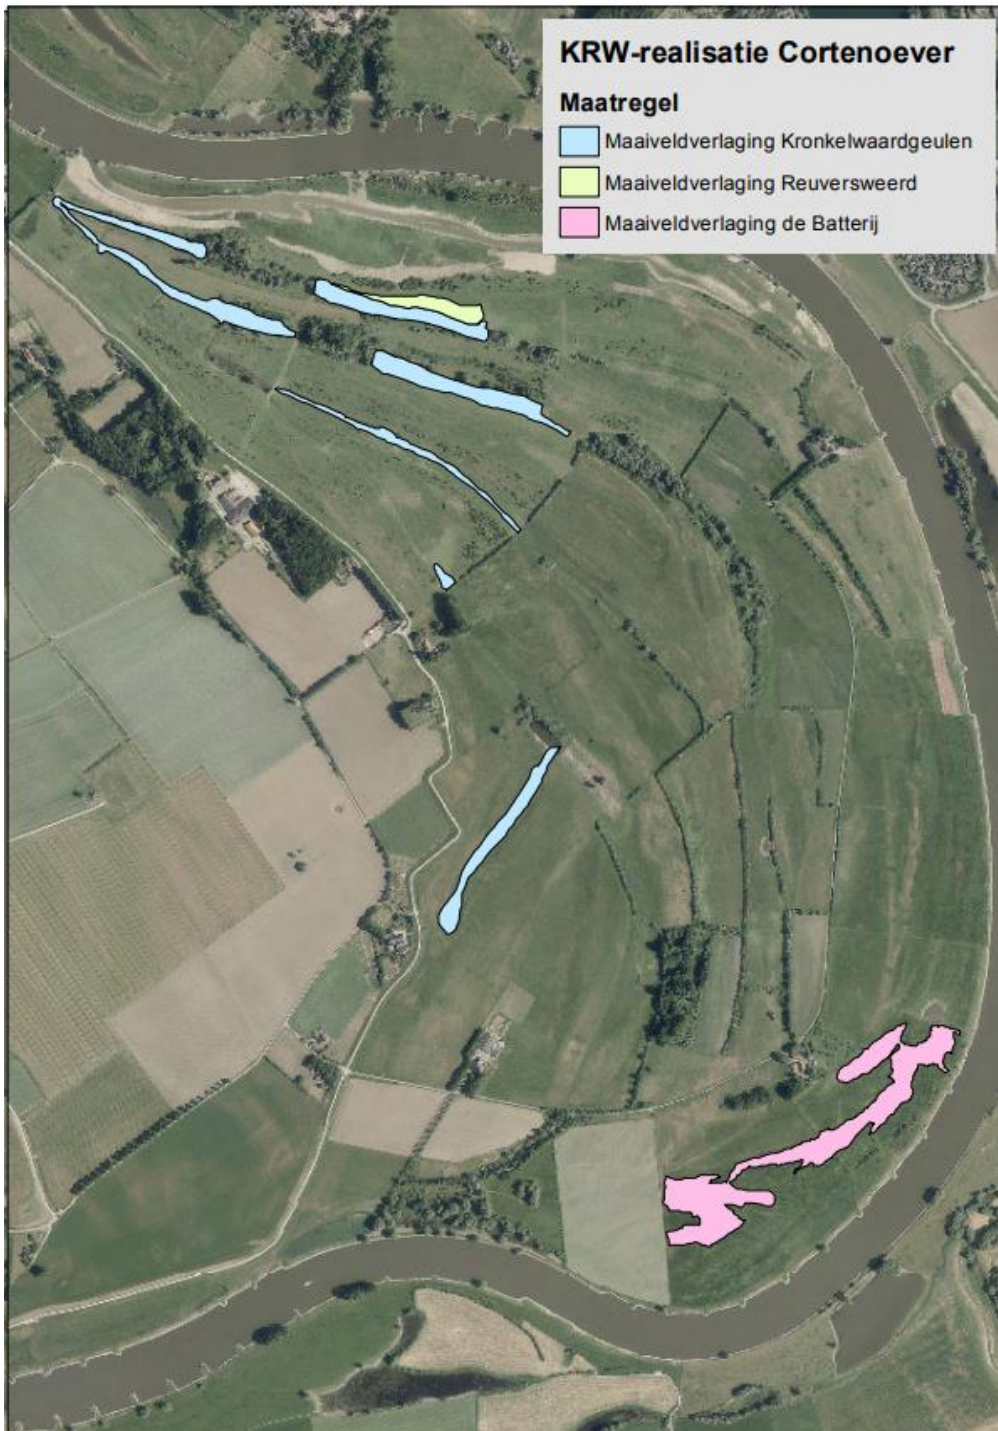 KRW-realisatie Cortenoever
Maatregel
Maaiveldverlaging Kronkelwaardgeulen
Maaiveldverlaging Reuversweerd
Maaiveldverlaging de Batterij